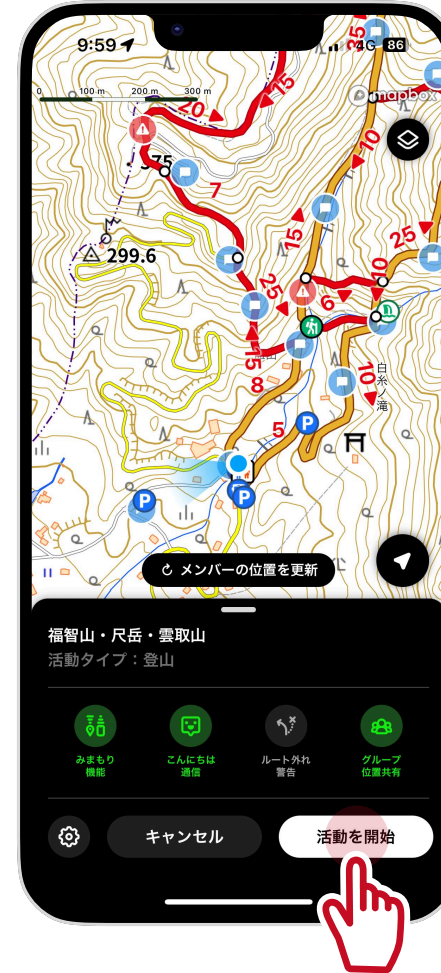 9:59
4G 86
0 100 m 200 m 300 m
mapbox
35
20
15
575
7
10
15
25
299.6
25
10
6
15
8
10
白糸ノ滝
5
P
P
P
メンバーの位置を更新
福智山・尺岳・雲取山
活動タイプ：登山
みまもり
機能
こんにちは
通信
ルート外れ
警告
グループ
位置共有
キャンセル
活動を開始